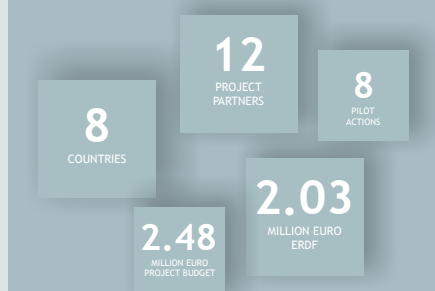 12
PROJECT
PARTNERS
8
PILOT
ACTIONS
8
COUNTRIES
2.03
MILLION EURO
ERDF
2.48
MILLION EURO
PROJECT BUDGET